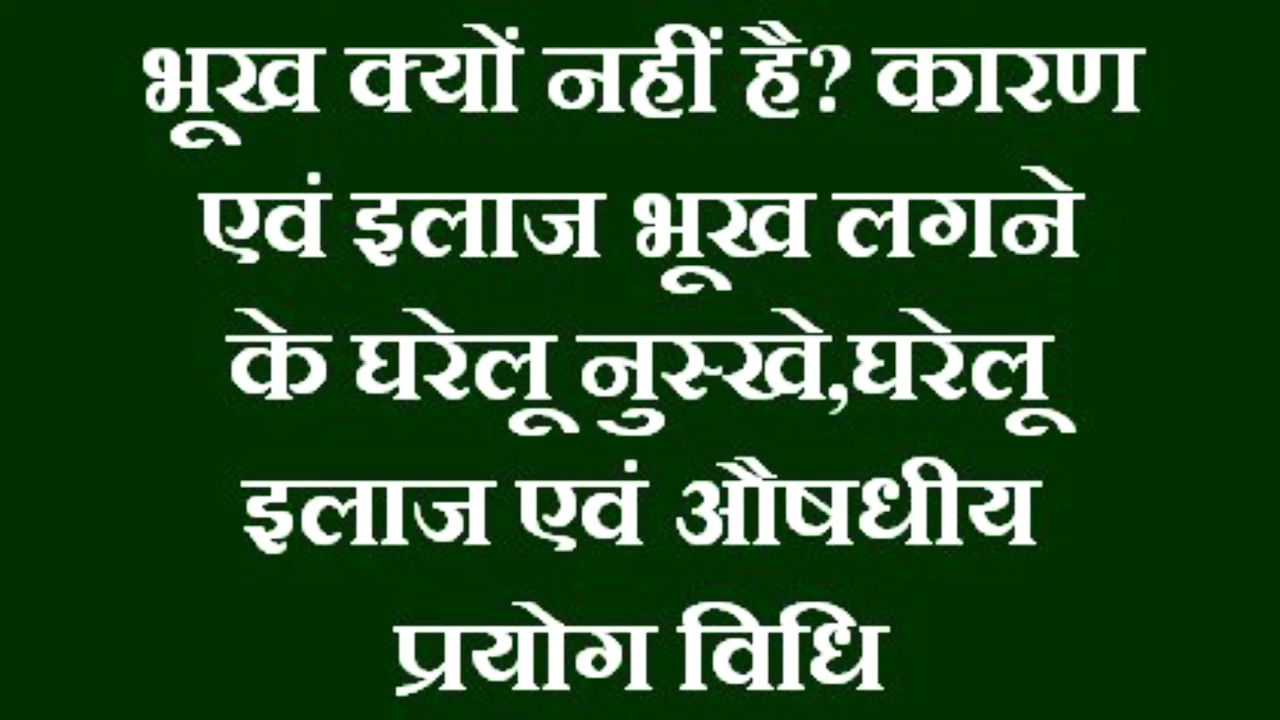 भूख क्यों नहीं है? कारण
एवं इलाज भूख लगने
के घरेलू नुस्खे,घरेलू
इलाज एवं औषधीय
प्रयोग विधि